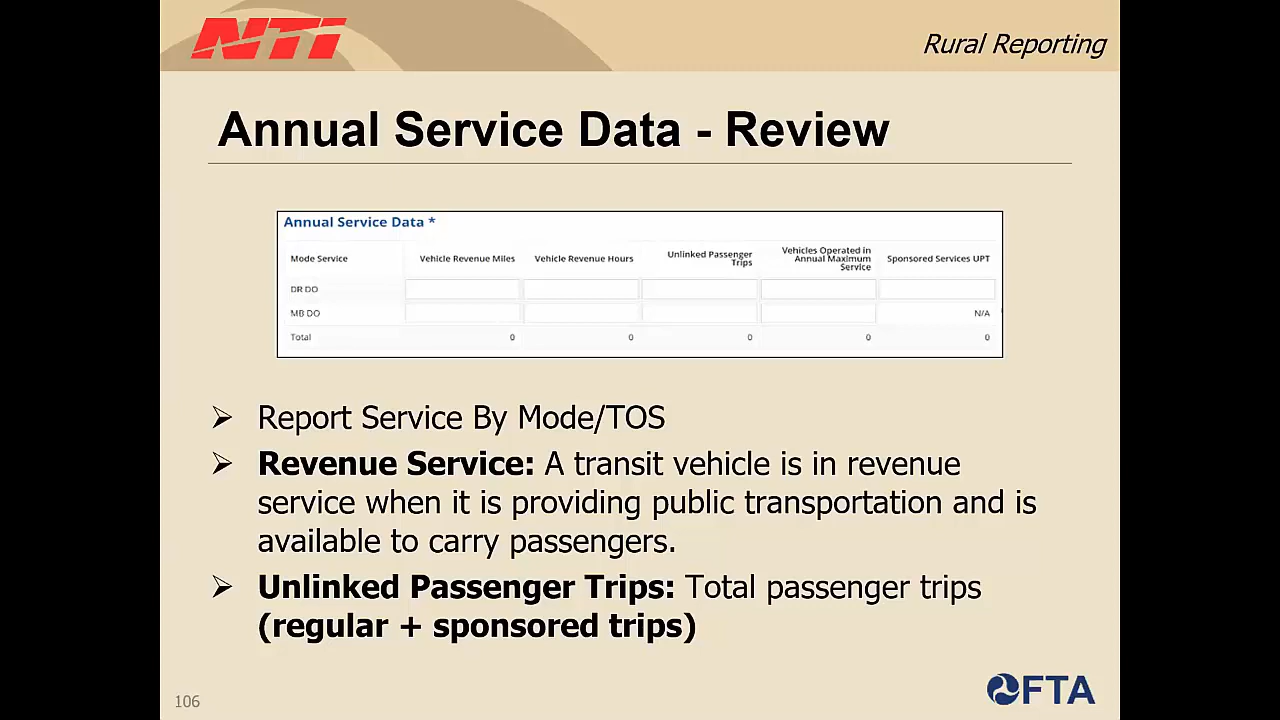 NTI
Rural Reporting
Annual Service Data - Review
Annual Service Data *
Mode Service Vehicle Revenue Miles Vehicle Revenue Hours Unlinked Passenger Trips Vehicles Operated in Annual Maximum Service Sponsored Services UPT
DR DO
MB DO N/A
Total 0 0 0 0 0
➢ Report Service By Mode/TOS
➢ Revenue Service: A transit vehicle is in revenue
service when it is providing public transportation and is
available to carry passengers.
➢ Unlinked Passenger Trips: Total passenger trips
(regular + sponsored trips)
106
FTA